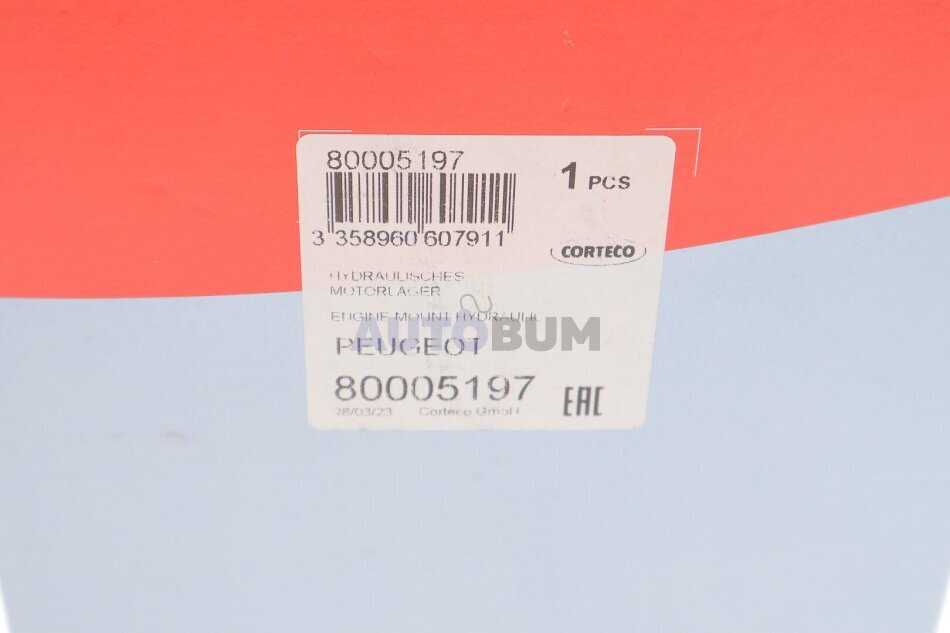 80005197
1 PCS
3 358960 607911
CORTECO
HYDRAULISCHES
MOTORLAGER
ENGINE MOUNT HYDRAULIC
AUTOBUM
PEUGEOT
80005197
28/03/23 Corteco GmbH
EAC